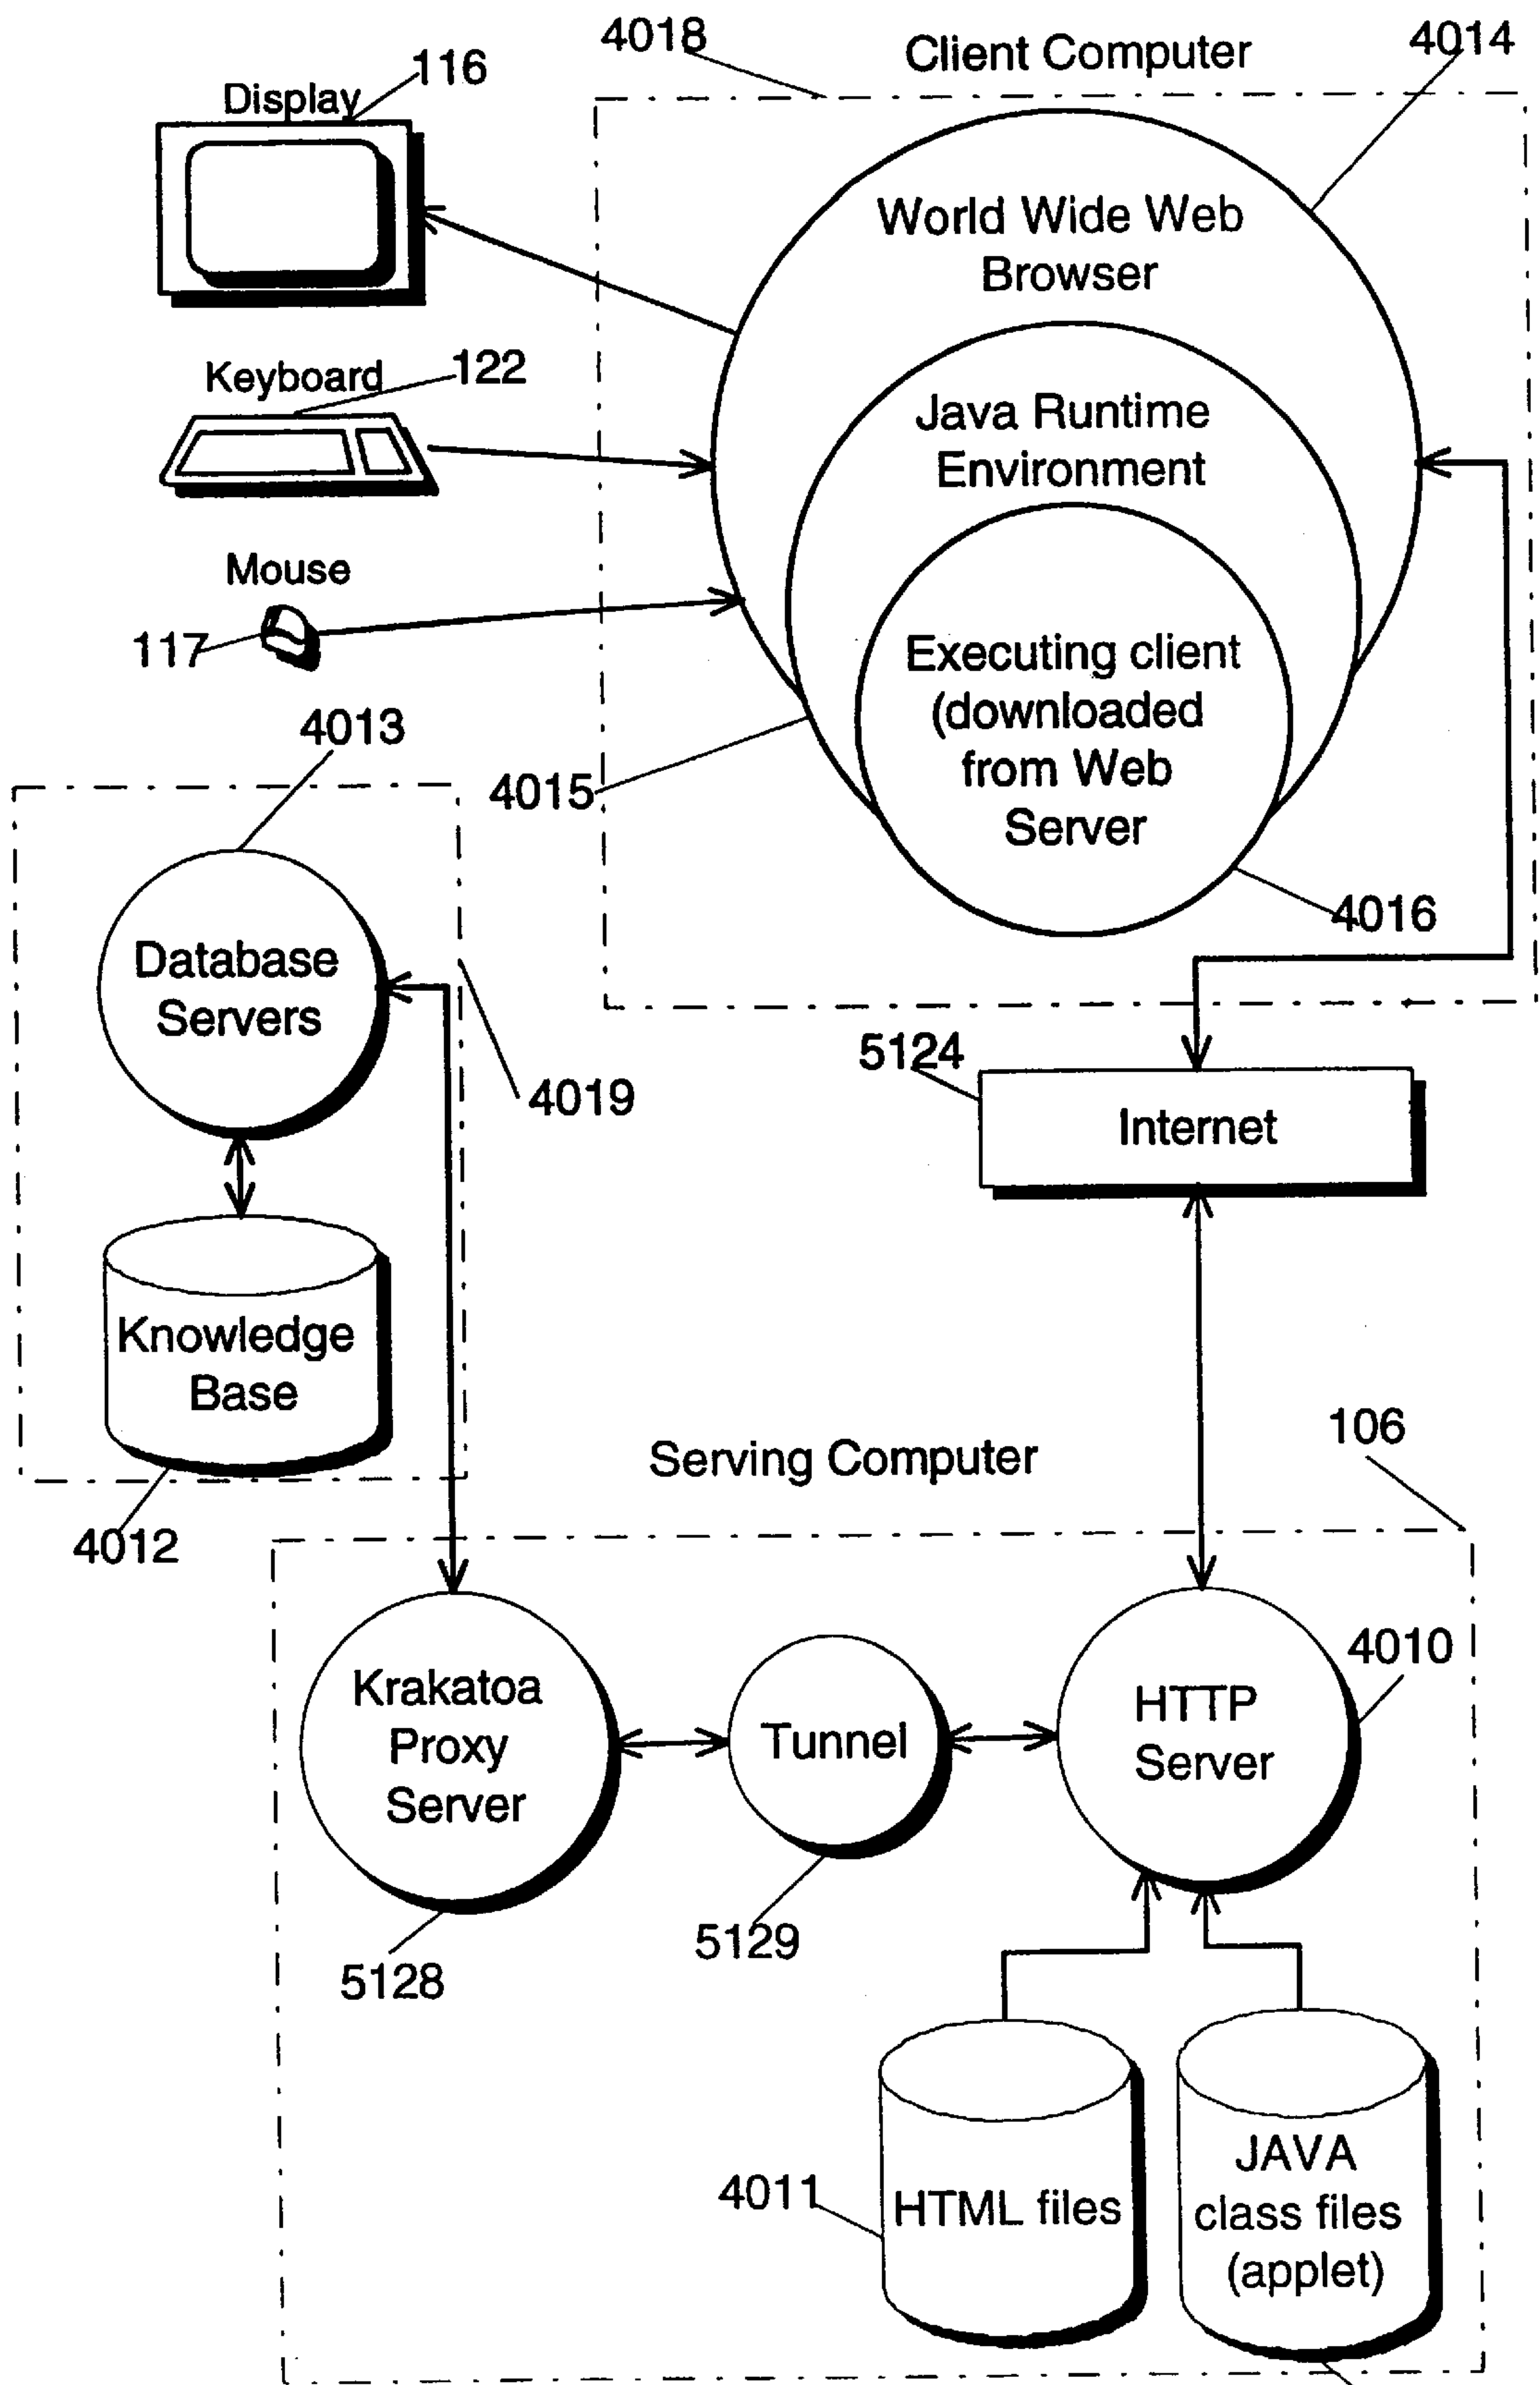 4018
Client Computer
4014
116
Display
World Wide Web
Browser
Keyboard
122
Java Runtime
Environment
Mouse
117
Executing client
(downloaded
from Web
Server
4013
4015
4016
Database
Servers
4019
5124
Internet
Knowledge
Base
106
Serving Computer
4012
4010
Krakatoa
Proxy
Server
Tunnel
HTTP
Server
5129
5128
4011
HTML files
JAVA
class files
(applet)